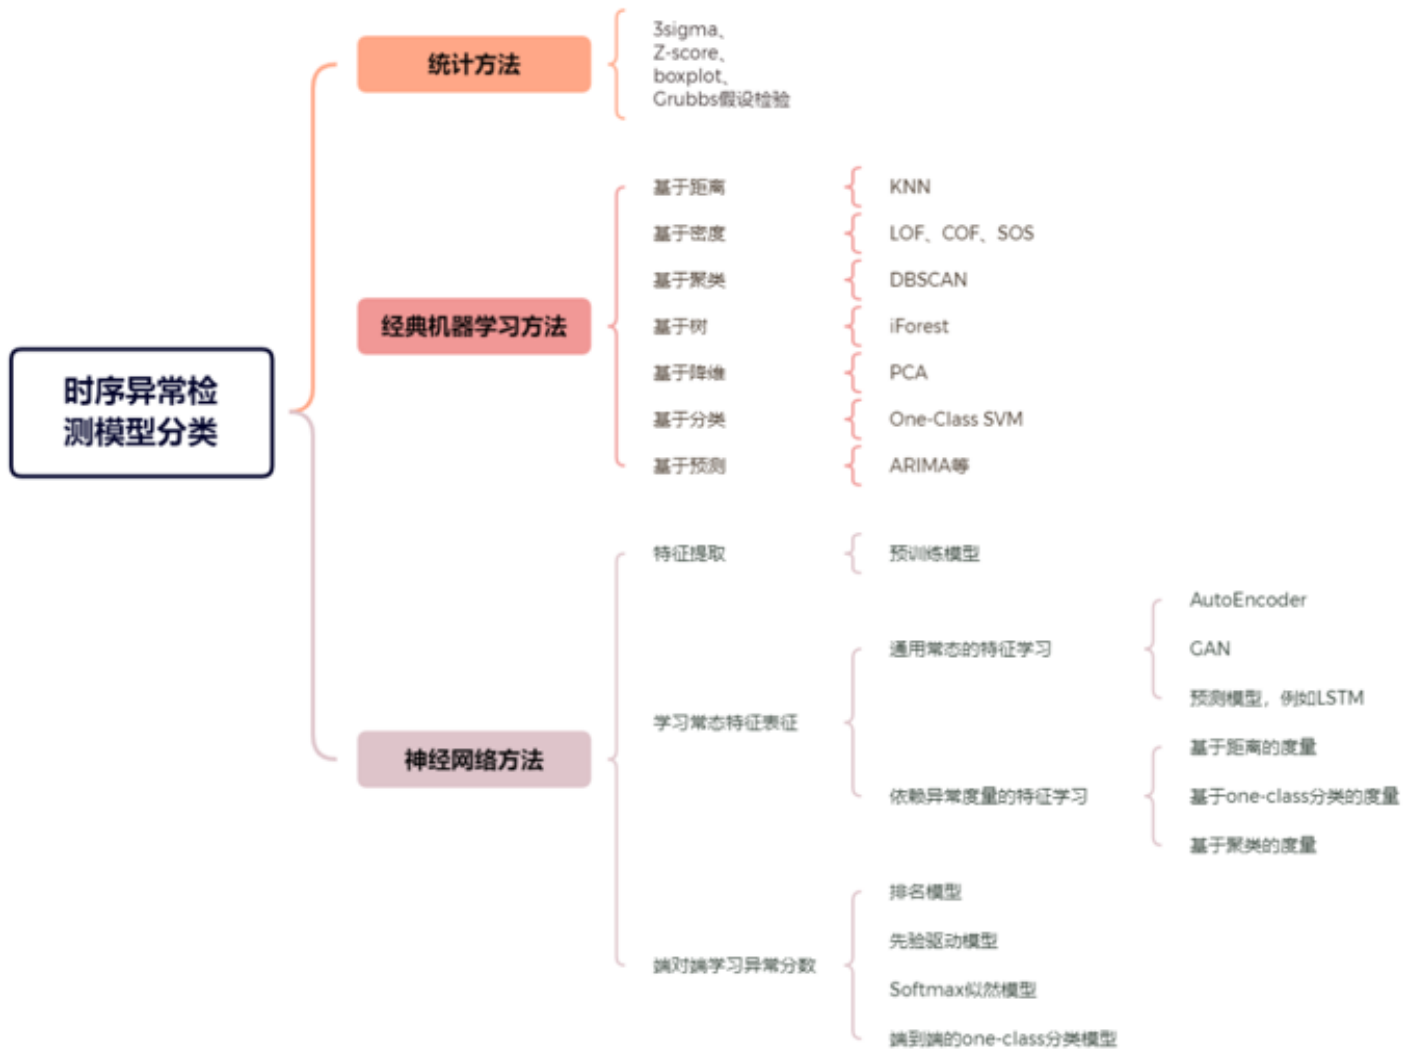 时序异常检
测模型分类
统计方法
3sigma、
Z-score、
boxplot、
Grubbs假设检验
经典机器学习方法
基于距离
KNN
基于密度
LOF、COF、SOS
基于聚类
DBSCAN
基于树
iForest
基于降维
PCA
基于分类
One-Class SVM
基于预测
ARIMA等
神经网络方法
特征提取
预训练模型
学习常态特征表征
通用常态的特征学习
AutoEncoder
GAN
预测模型，例如LSTM
依赖异常度量的特征学习
基于距离的度量
基于one-class分类的度量
基于聚类的度量
端对端学习异常分数
排名模型
先验驱动模型
Softmax似然模型
端到端的one-class分类模型